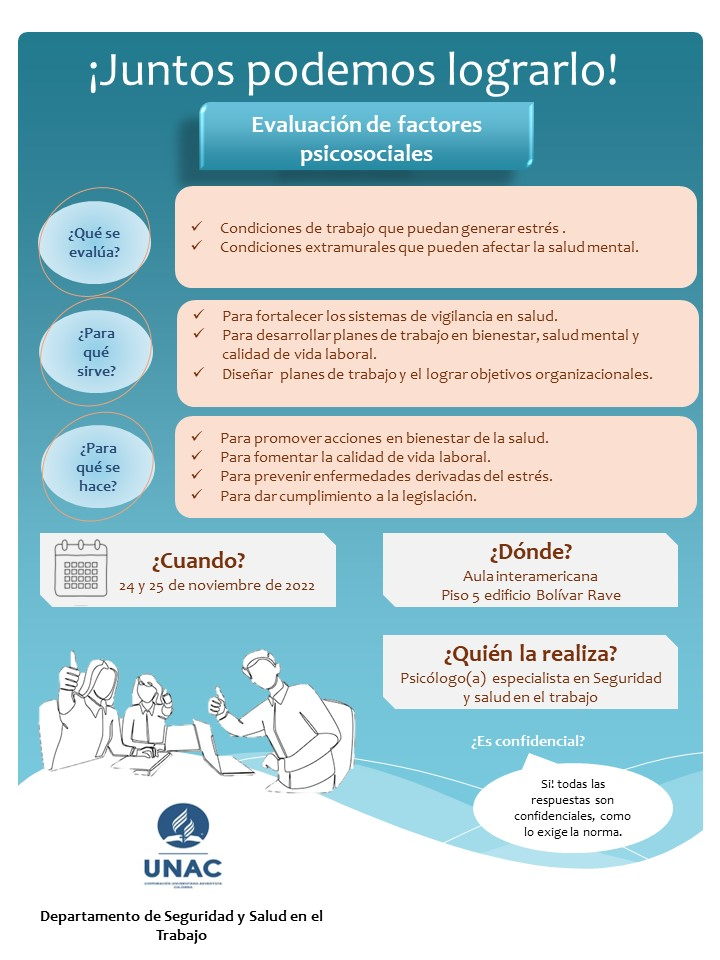 ¡Juntos podemos lograrlo!
Evaluación de factores
psicosociales
¿Qué se
evalúa?
✓ Condiciones de trabajo que puedan generar estrés .
✓ Condiciones extramurales que pueden afectar la salud mental.
¿Para
qué
sirve?
✓ Para fortalecer los sistemas de vigilancia en salud.
✓ Para desarrollar planes de trabajo en bienestar, salud mental y
calidad de vida laboral.
✓ Diseñar planes de trabajo y el lograr objetivos organizacionales.
¿Para
qué se
hace?
✓ Para promover acciones en bienestar de la salud.
✓ Para fomentar la calidad de vida laboral.
✓ Para prevenir enfermedades derivadas del estrés.
✓ Para dar cumplimiento a la legislación.
¿Cuando?
24 y 25 de noviembre de 2022
¿Dónde?
Aula interamericana
Piso 5 edificio Bolívar Rave
¿Quién la realiza?
Psicólogo(a) especialista en Seguridad
y salud en el trabajo
¿Es confidencial?
Si! todas las
respuestas son
confidenciales, como
lo exige la norma.
UNAC
CORPORACIÓN UNIVERSITARIA ADVENTISTA
COLOMBIA
Departamento de Seguridad y Salud en el
Trabajo